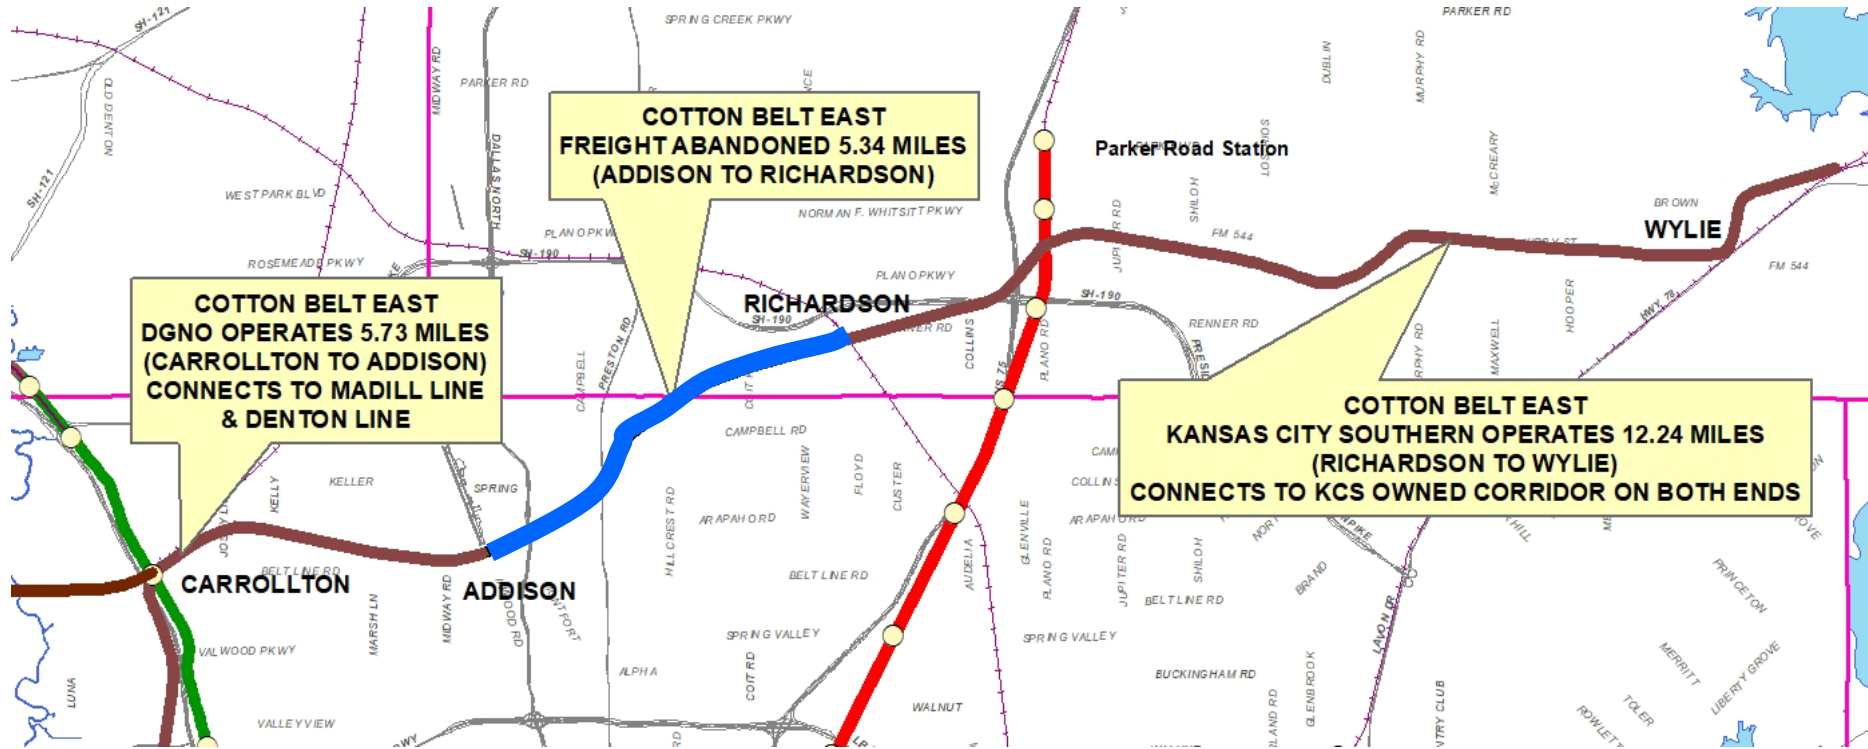 SH-121
SPRING CREEK PKWY
PARKER RD
MIDWAY RD
OLD DENTON
PARKER RD
DUBLIN
MURPHY RD
COTTON BELT EAST
FREIGHT ABANDONED 5.34 MILES
(ADDISON TO RICHARDSON)
Parker Road Station
DALLAS NORTH
McCREARY
SHILOH
SH-121
WEST PARK BLVD
NORMAN F. WHITSITT PKWY
JUPITER RD
BROWN
WYLIE
FM 544
FM 544
SH-190
ROSEMEADE PKWY
PLANO PKWY
COTTON BELT EAST
DGNO OPERATES 5.73 MILES
(CARROLLTON TO ADDISON)
CONNECTS TO MADILL LINE
& DENTON LINE
RICHARDSON
SH-190
SH-190
HWY 78
HOOPER
RENNER RD
PRESTON RD
CAMPBELL
COLLINS
PLANO RD
MAXWELL
COTTON BELT EAST
KANSAS CITY SOUTHERN OPERATES 12.24 MILES
(RICHARDSON TO WYLIE)
CONNECTS TO KCS OWNED CORRIDOR ON BOTH ENDS
CAMPBELL RD
KELLER
KELLY
SPRING
HILLCREST RD
WAVERVIEW
FLOYD
CUSTER
ARAPAHO RD
ARAPAHO RD
GLENVILLE
AUDELIA
PLANO RD
JUPITER RD
SHILOH
BELT LINE RD
CARROLLTON
ADDISON
BELT LINE RD
BELT LINE RD
BRAND
PRINCETON
MARSH LN
MIDWAY RD
LAVON DR
SPRING VALLEY
SPRING VALLEY
VALWOOD PKWY
ALPHA
COIT RD
BUCKINGHAM RD
GLENBROOK
MERRITT
LIBERTY GROVE
TOLER
LUNA
VALLEY VIEW
WALNUT